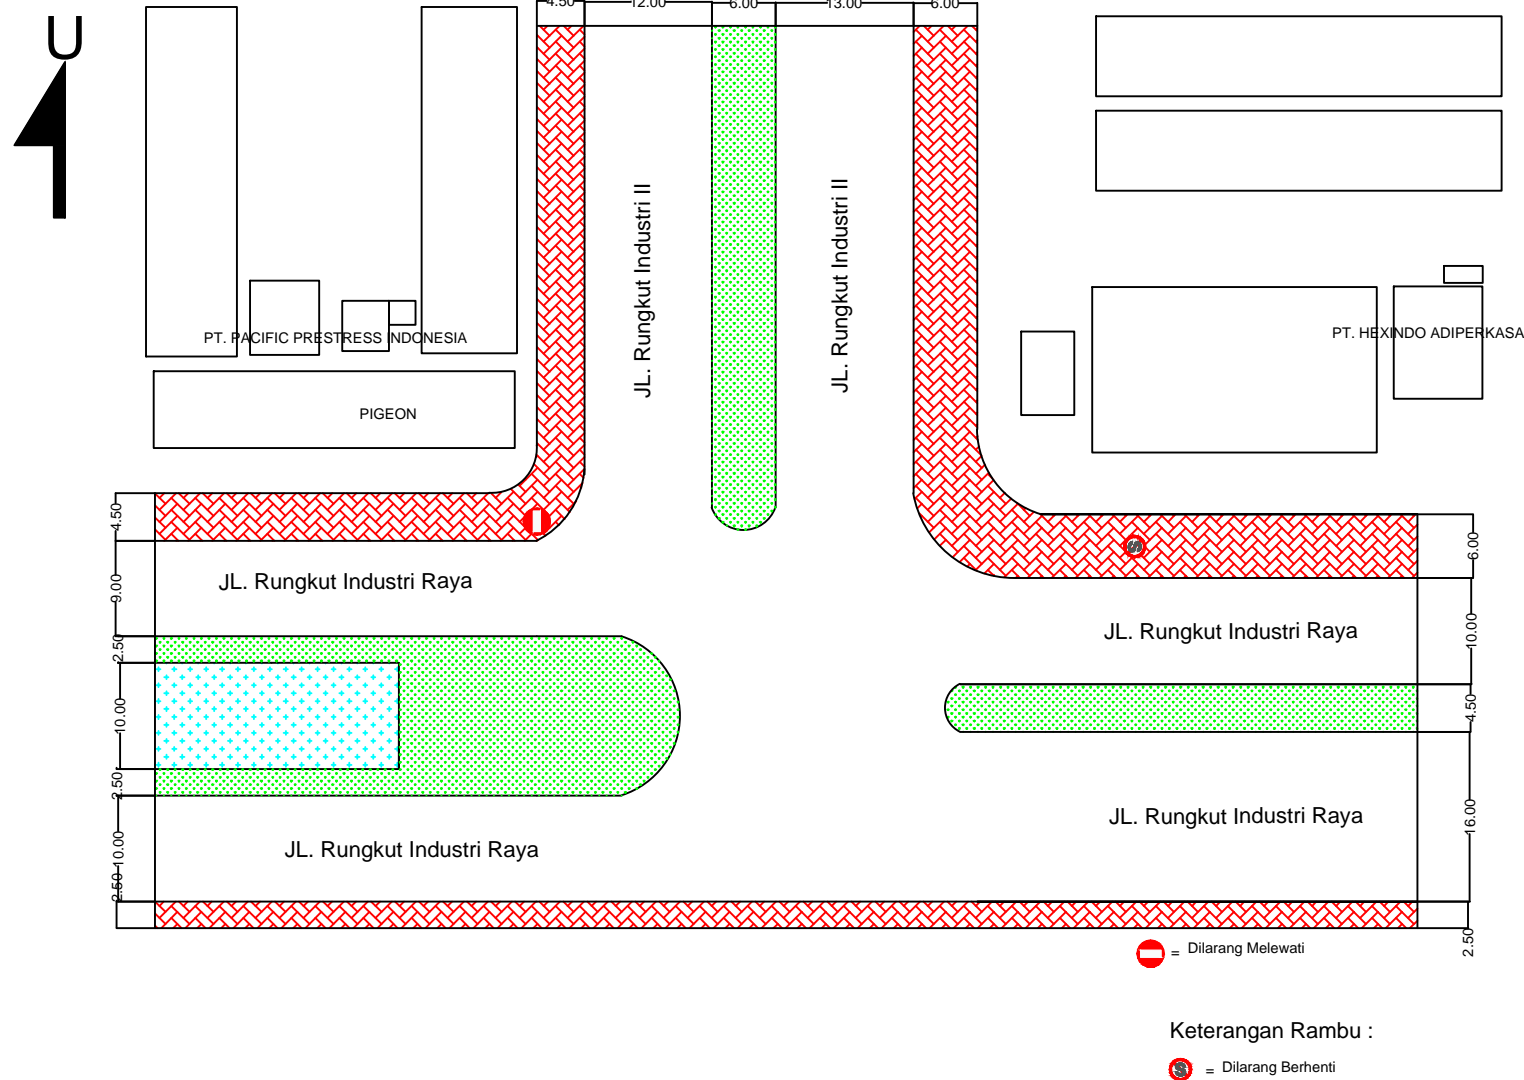 4.50
12.00
6.00
13.00
6.00
U
JL. Rungkut Industri II
JL. Rungkut Industri II
PT. PACIFIC PRESTRESS INDONESIA
PT. HEXINDO ADIPERKASA
PIGEON
4.50
9.00
2.50
10.00
2.50
10.00
2.50
JL. Rungkut Industri Raya
S
6.00
10.00
4.50
16.00
2.50
JL. Rungkut Industri Raya
JL. Rungkut Industri Raya
JL. Rungkut Industri Raya
= Dilarang Melewati
Keterangan Rambu :
S = Dilarang Berhenti